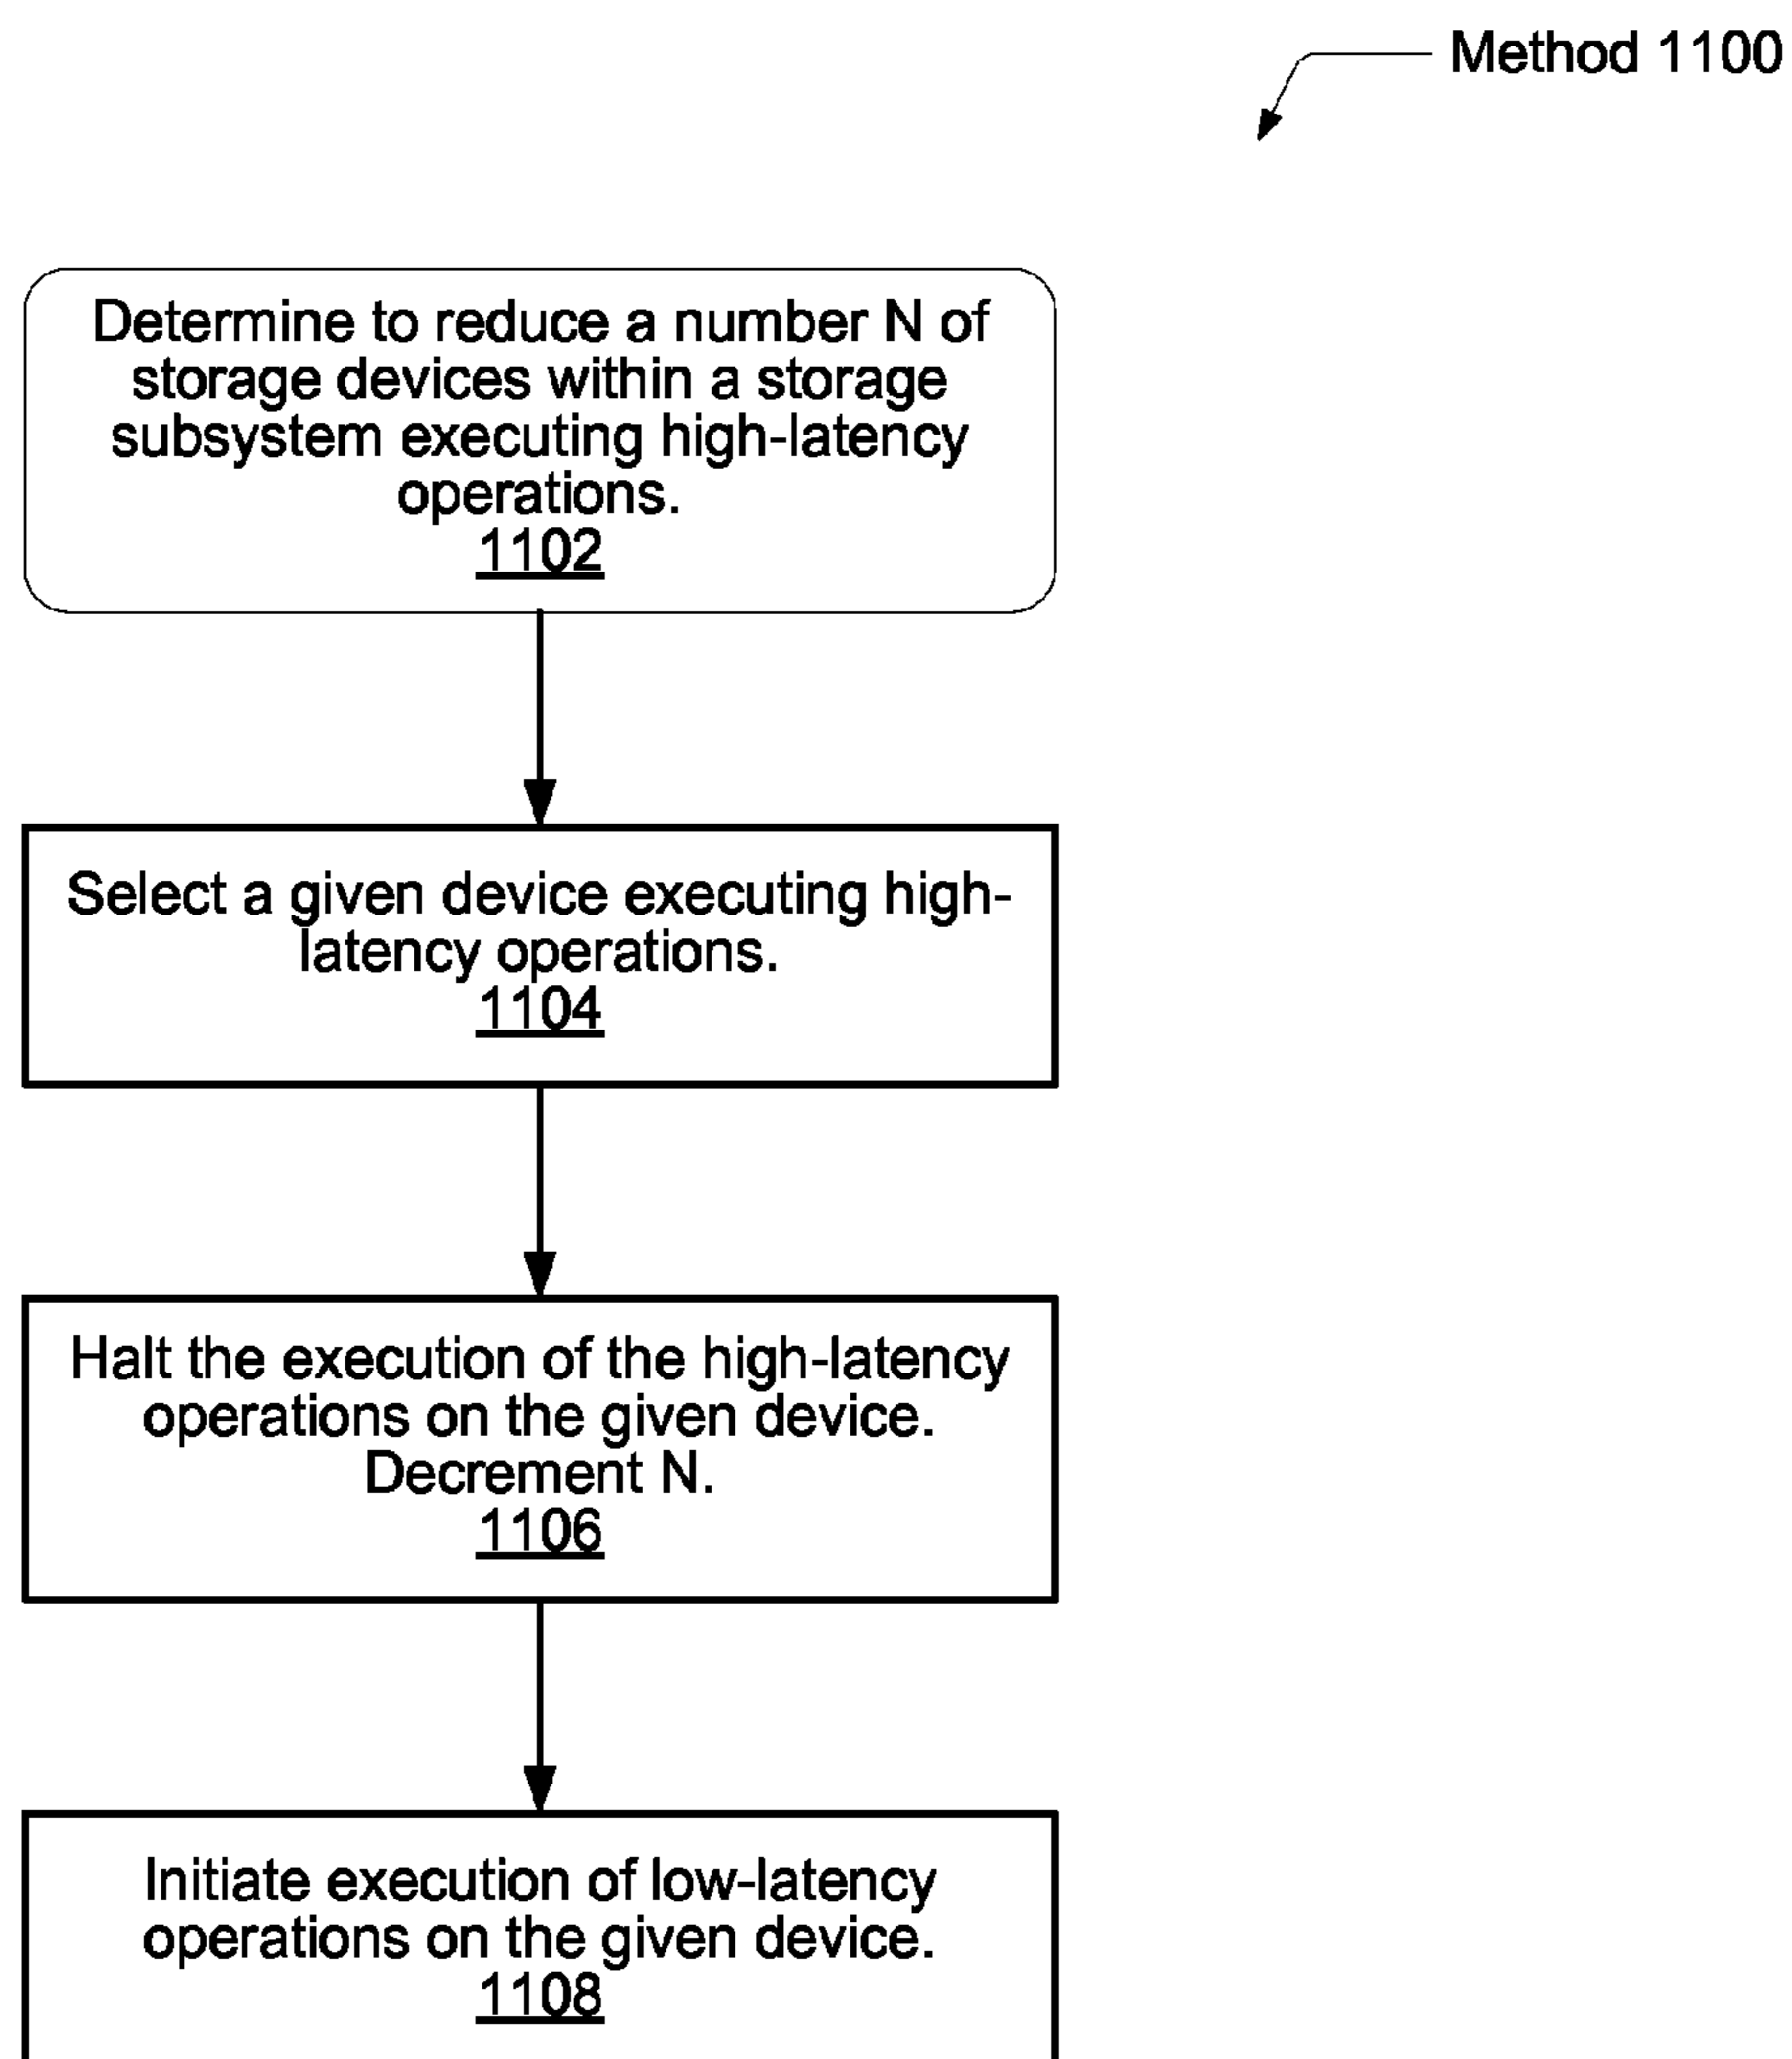 Method 1100
Determine to reduce a number N of
storage devices within a storage
subsystem executing high-latency
operations.
1102
Select a given device executing high-
latency operations.
1104
Halt the execution of the high-latency
operations on the given device.
Decrement N.
1106
Initiate execution of low-latency
operations on the given device.
1108